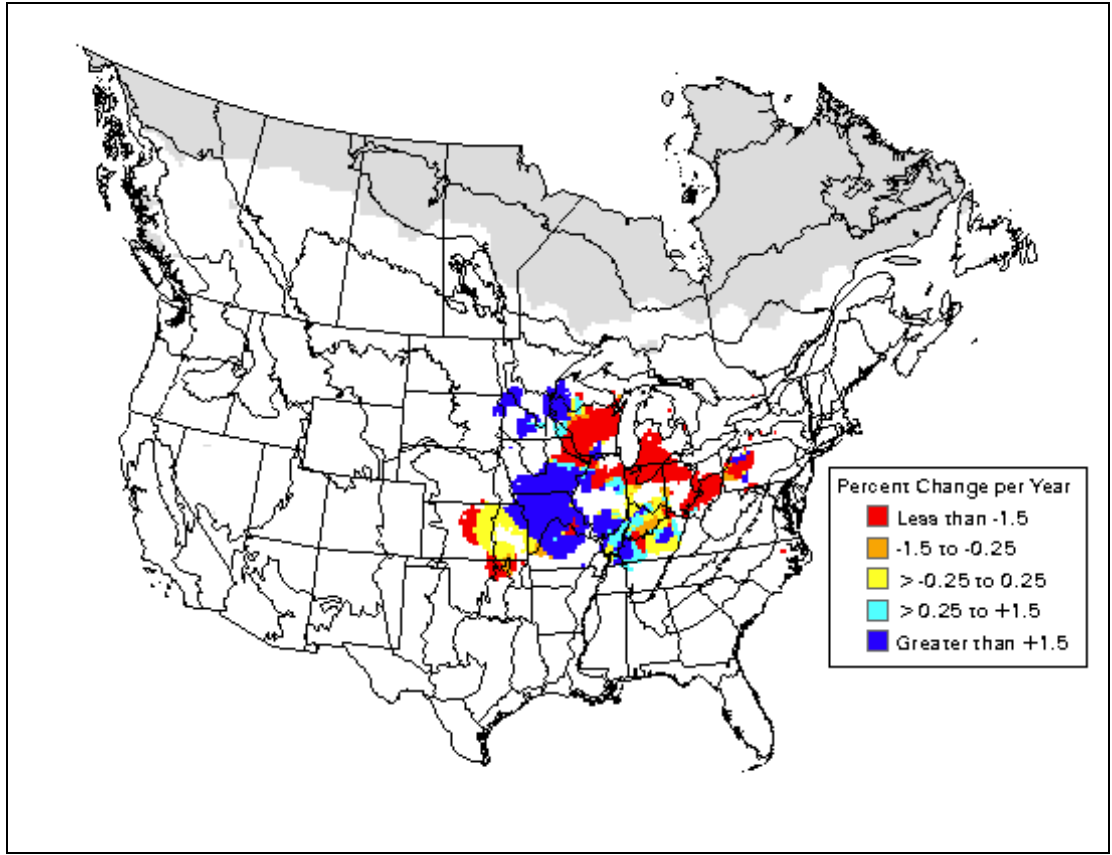 Percent Change per Year
Less than -1.5
-1.5 to -0.25
> -0.25 to 0.25
> 0.25 to +1.5
Greater than +1.5